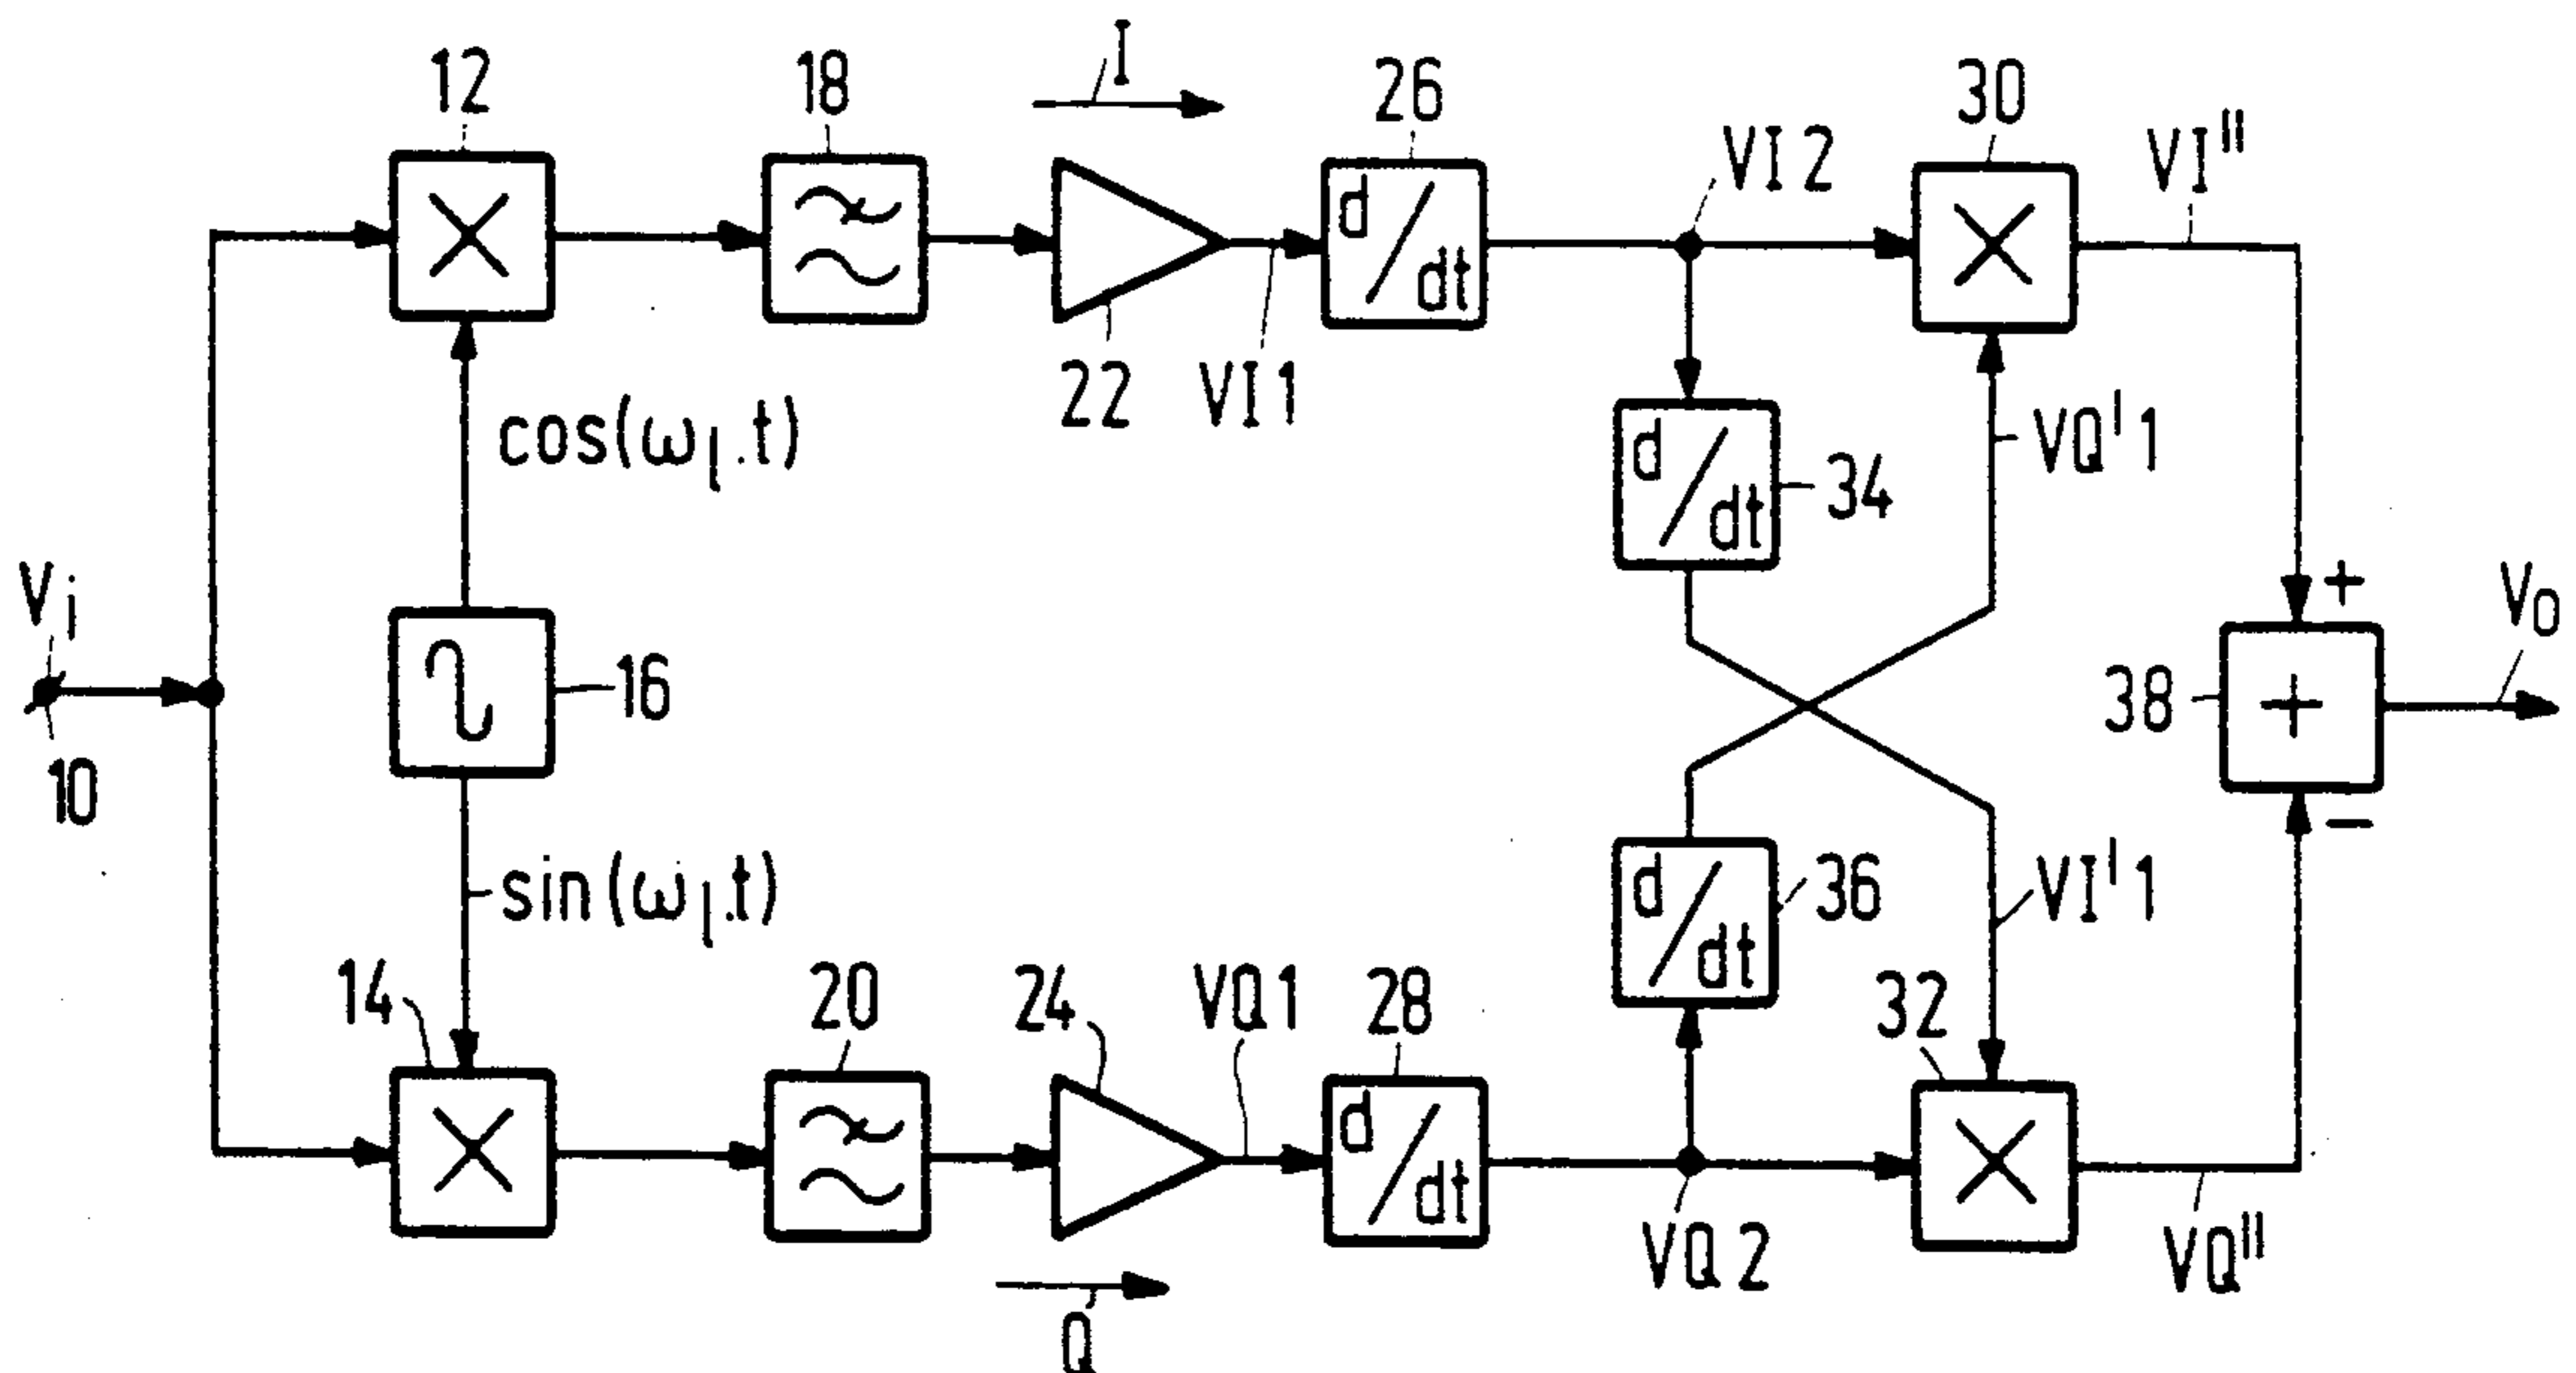 I
12
18
26
30
VI2
VI"
d/dt
22
VI1
cos(ωl.t)
d/dt
34
VQ'1
Vi
10
16
+
38
+
−
Vo
sin(ωl.t)
d/dt
36
VI'1
14
20
24
VQ1
28
32
d/dt
VQ2
VQ"
Q